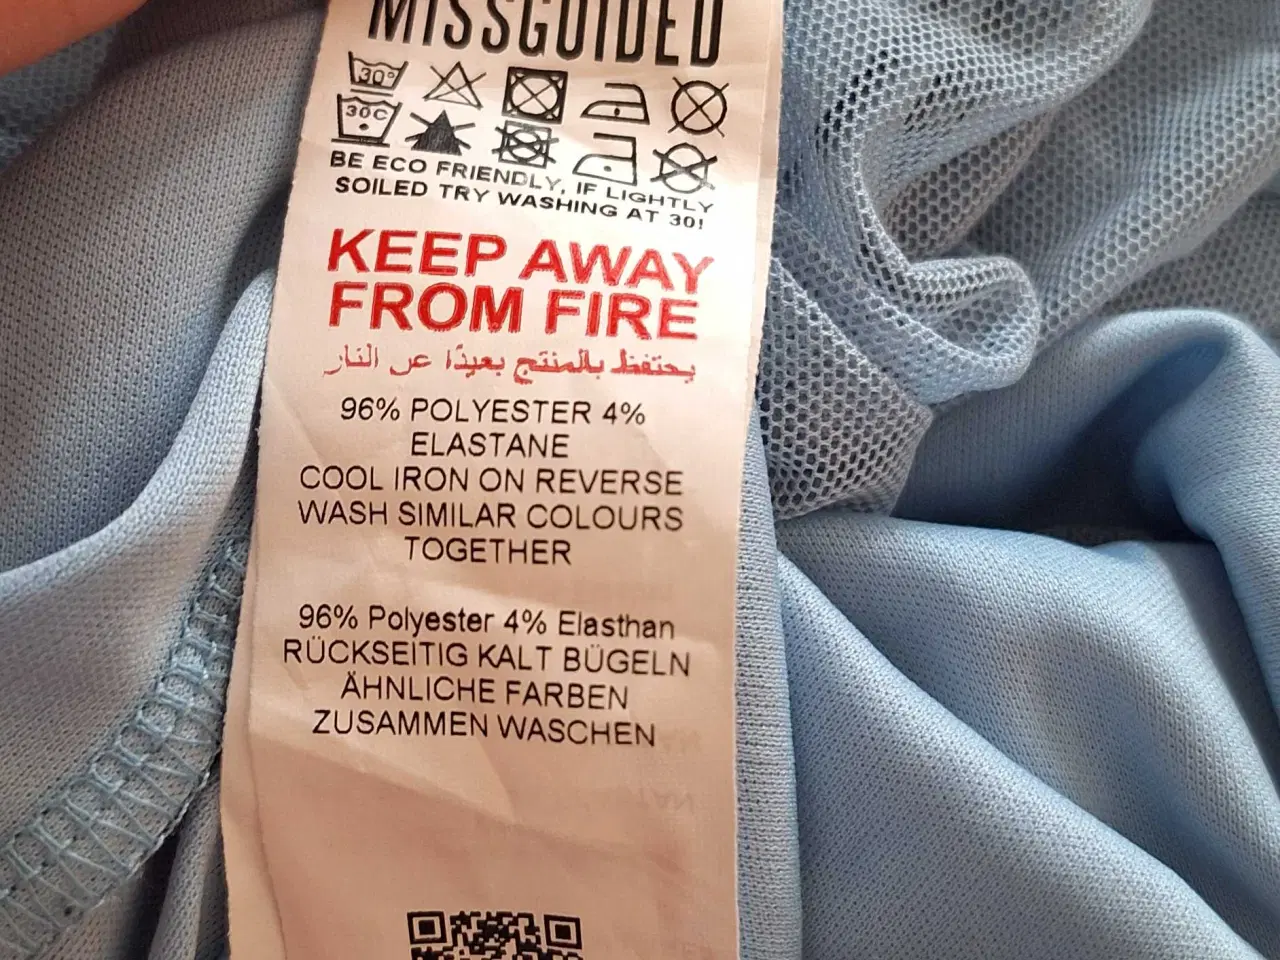 MISSGUIDED
30°
30C
BE ECO FRIENDLY, IF LIGHTLY
SOILED TRY WASHING AT 30!
KEEP AWAY
FROM FIRE
يحتفظ بالمنتج بعيدًا عن النار
96% POLYESTER 4%
ELASTANE
COOL IRON ON REVERSE
WASH SIMILAR COLOURS
TOGETHER
96% Polyester 4% Elasthan
RÜCKSEITIG KALT BÜGELN
ÄHNLICHE FARBEN
ZUSAMMEN WASCHEN